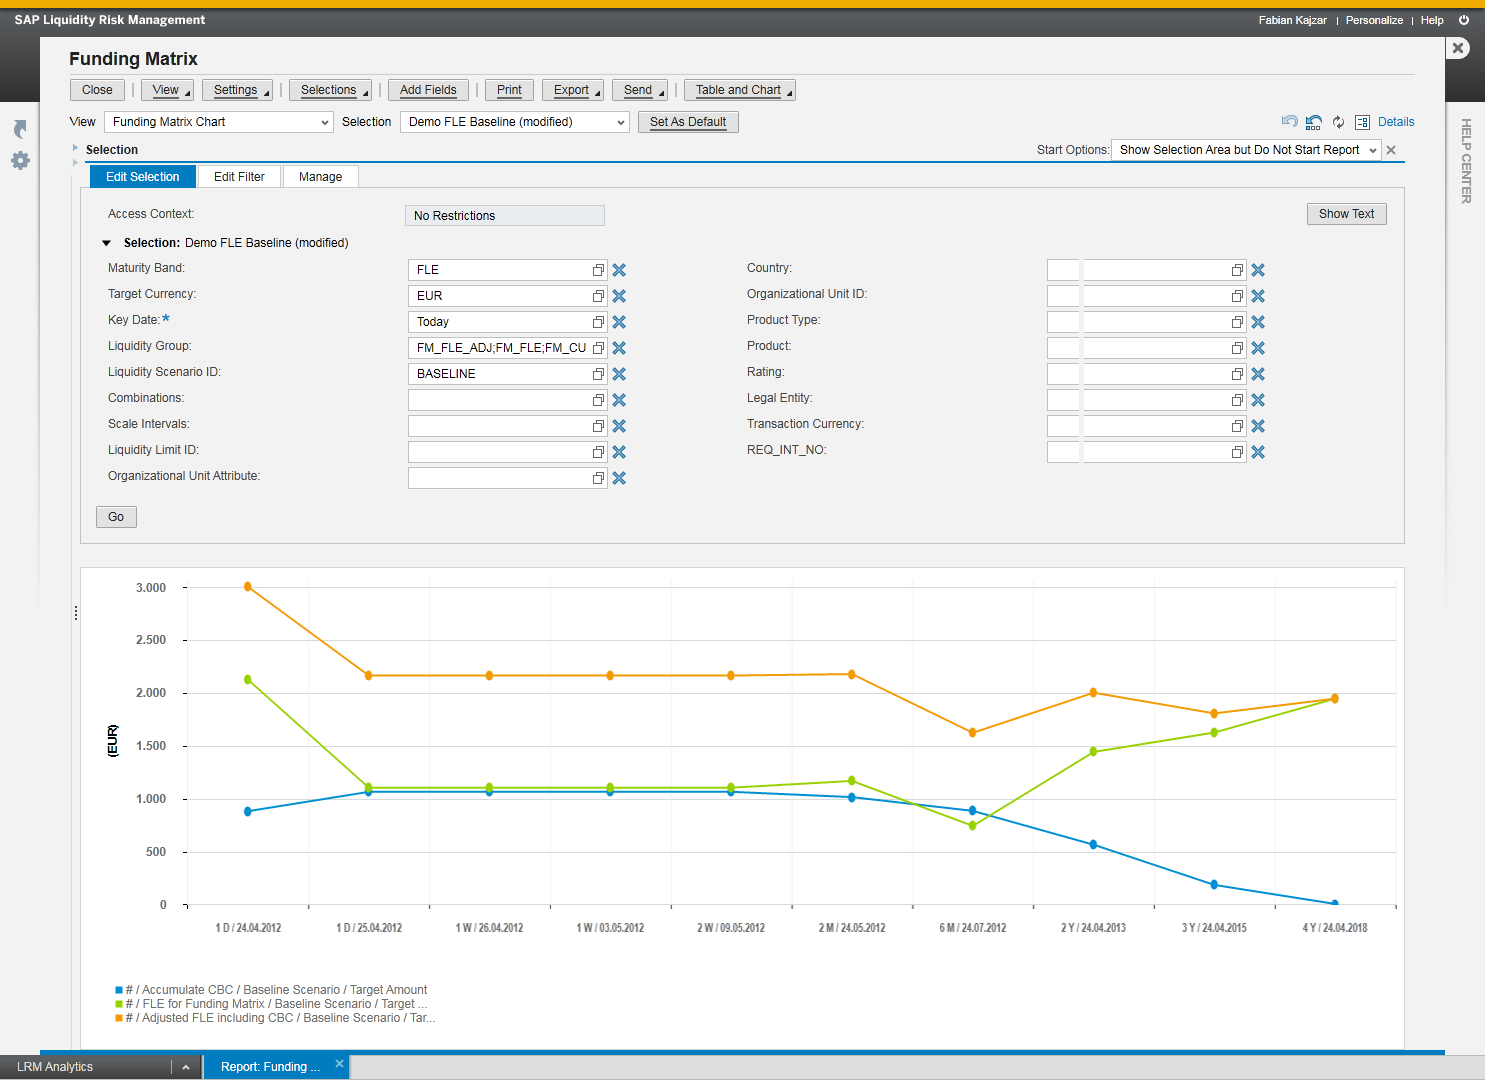 SAP Liquidity Risk Management
Fabian Kajzar | Personalize | Help
Funding Matrix
Close | View Settings | Selections | Add Fields | Print Export Send | Table and Chart
View Funding Matrix Chart Selection Demo FLE Baseline (modified) Set As Default Details
HELP CENTER
Selection Start Options: Show Selection Area but Do Not Start Report
Edit Selection Edit Filter Manage
Access Context: No Restrictions Show Text
Selection: Demo FLE Baseline (modified)
Maturity Band: FLE Country:
Target Currency: EUR Organizational Unit ID:
Key Date:* Today Product Type:
Liquidity Group: FM_FLE_ADJ;FM_FLE;FM_CU Product:
Liquidity Scenario ID: BASELINE Rating:
Combinations: Legal Entity:
Scale Intervals: Transaction Currency:
Liquidity Limit ID: REQ_INT_NO:
Organizational Unit Attribute:
Go
3.000
2.500
2.000
1.500
1.000
500
0
(EUR)
1 D / 24.04.2012 1 D / 25.04.2012 1 W / 26.04.2012 1 W / 03.05.2012 2 W / 09.05.2012 2 M / 24.05.2012 6 M / 24.07.2012 2 Y / 24.04.2013 3 Y / 24.04.2015 4 Y / 24.04.2018
# / Accumulate CBC / Baseline Scenario / Target Amount
# / FLE for Funding Matrix / Baseline Scenario / Target ...
# / Adjusted FLE including CBC / Baseline Scenario / Tar...
LRM Analytics Report: Funding ...